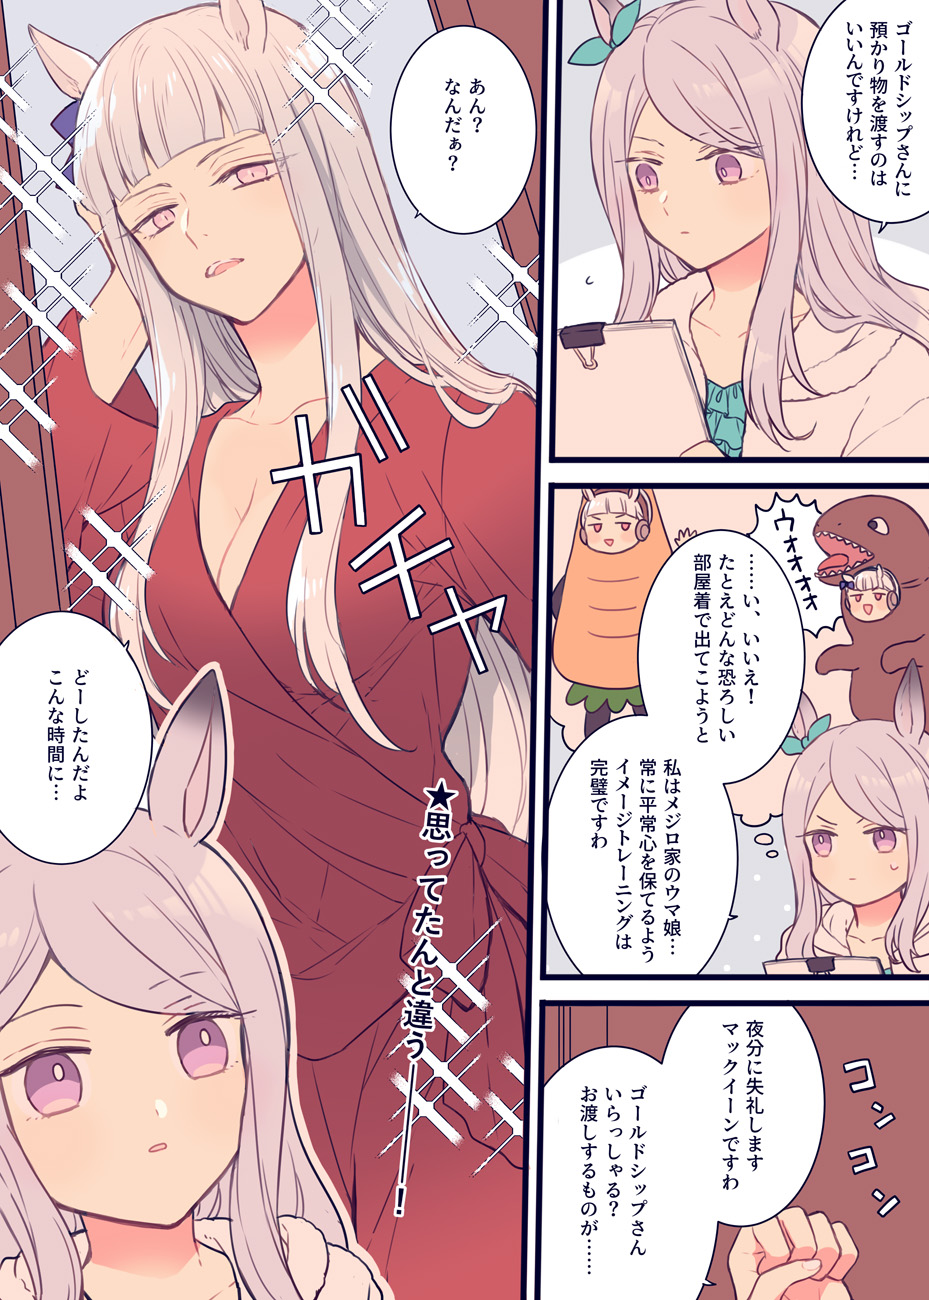 ゴールドシップさんに
預かり物を渡すのは
いいんですけれど…
ウォオオオオ
……い、いいえ！
たとえどんな恐ろしい
部屋着で出てこようと
私はメジロ家のウマ娘…
常に平常心を保てるよう
イメージトレーニングは
完璧ですわ
コンコン
夜分に失礼します
マックイーンですわ
ゴールドシップさん
いらっしゃる？
お渡しするものが……
あん？
なんだぁ？
ガチャ
どーしたんだよ
こんな時間に…
★思ってたんと違う――！